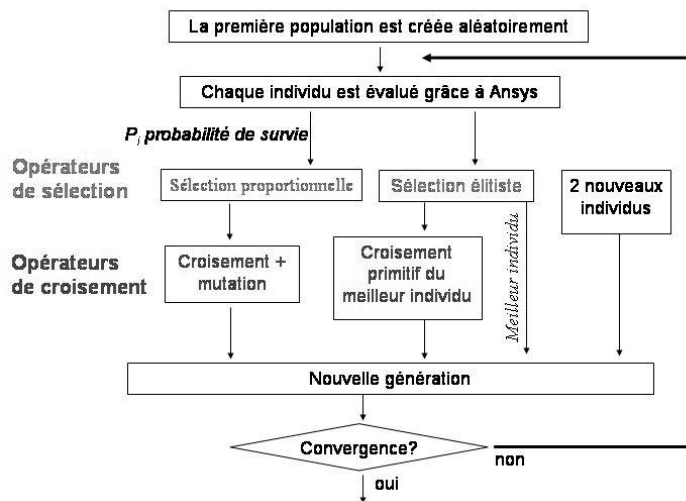 La première population est créée aléatoirement
Chaque individu est évalué grâce à Ansys
Pi probabilité de survie
Opérateurs
de sélection
Sélection proportionnelle
Sélection élitiste
2 nouveaux
individus
Opérateurs
de croisement
Croisement +
mutation
Croisement
primitif du
meilleur individu
Meilleur individu
Nouvelle génération
Convergence?
non
oui